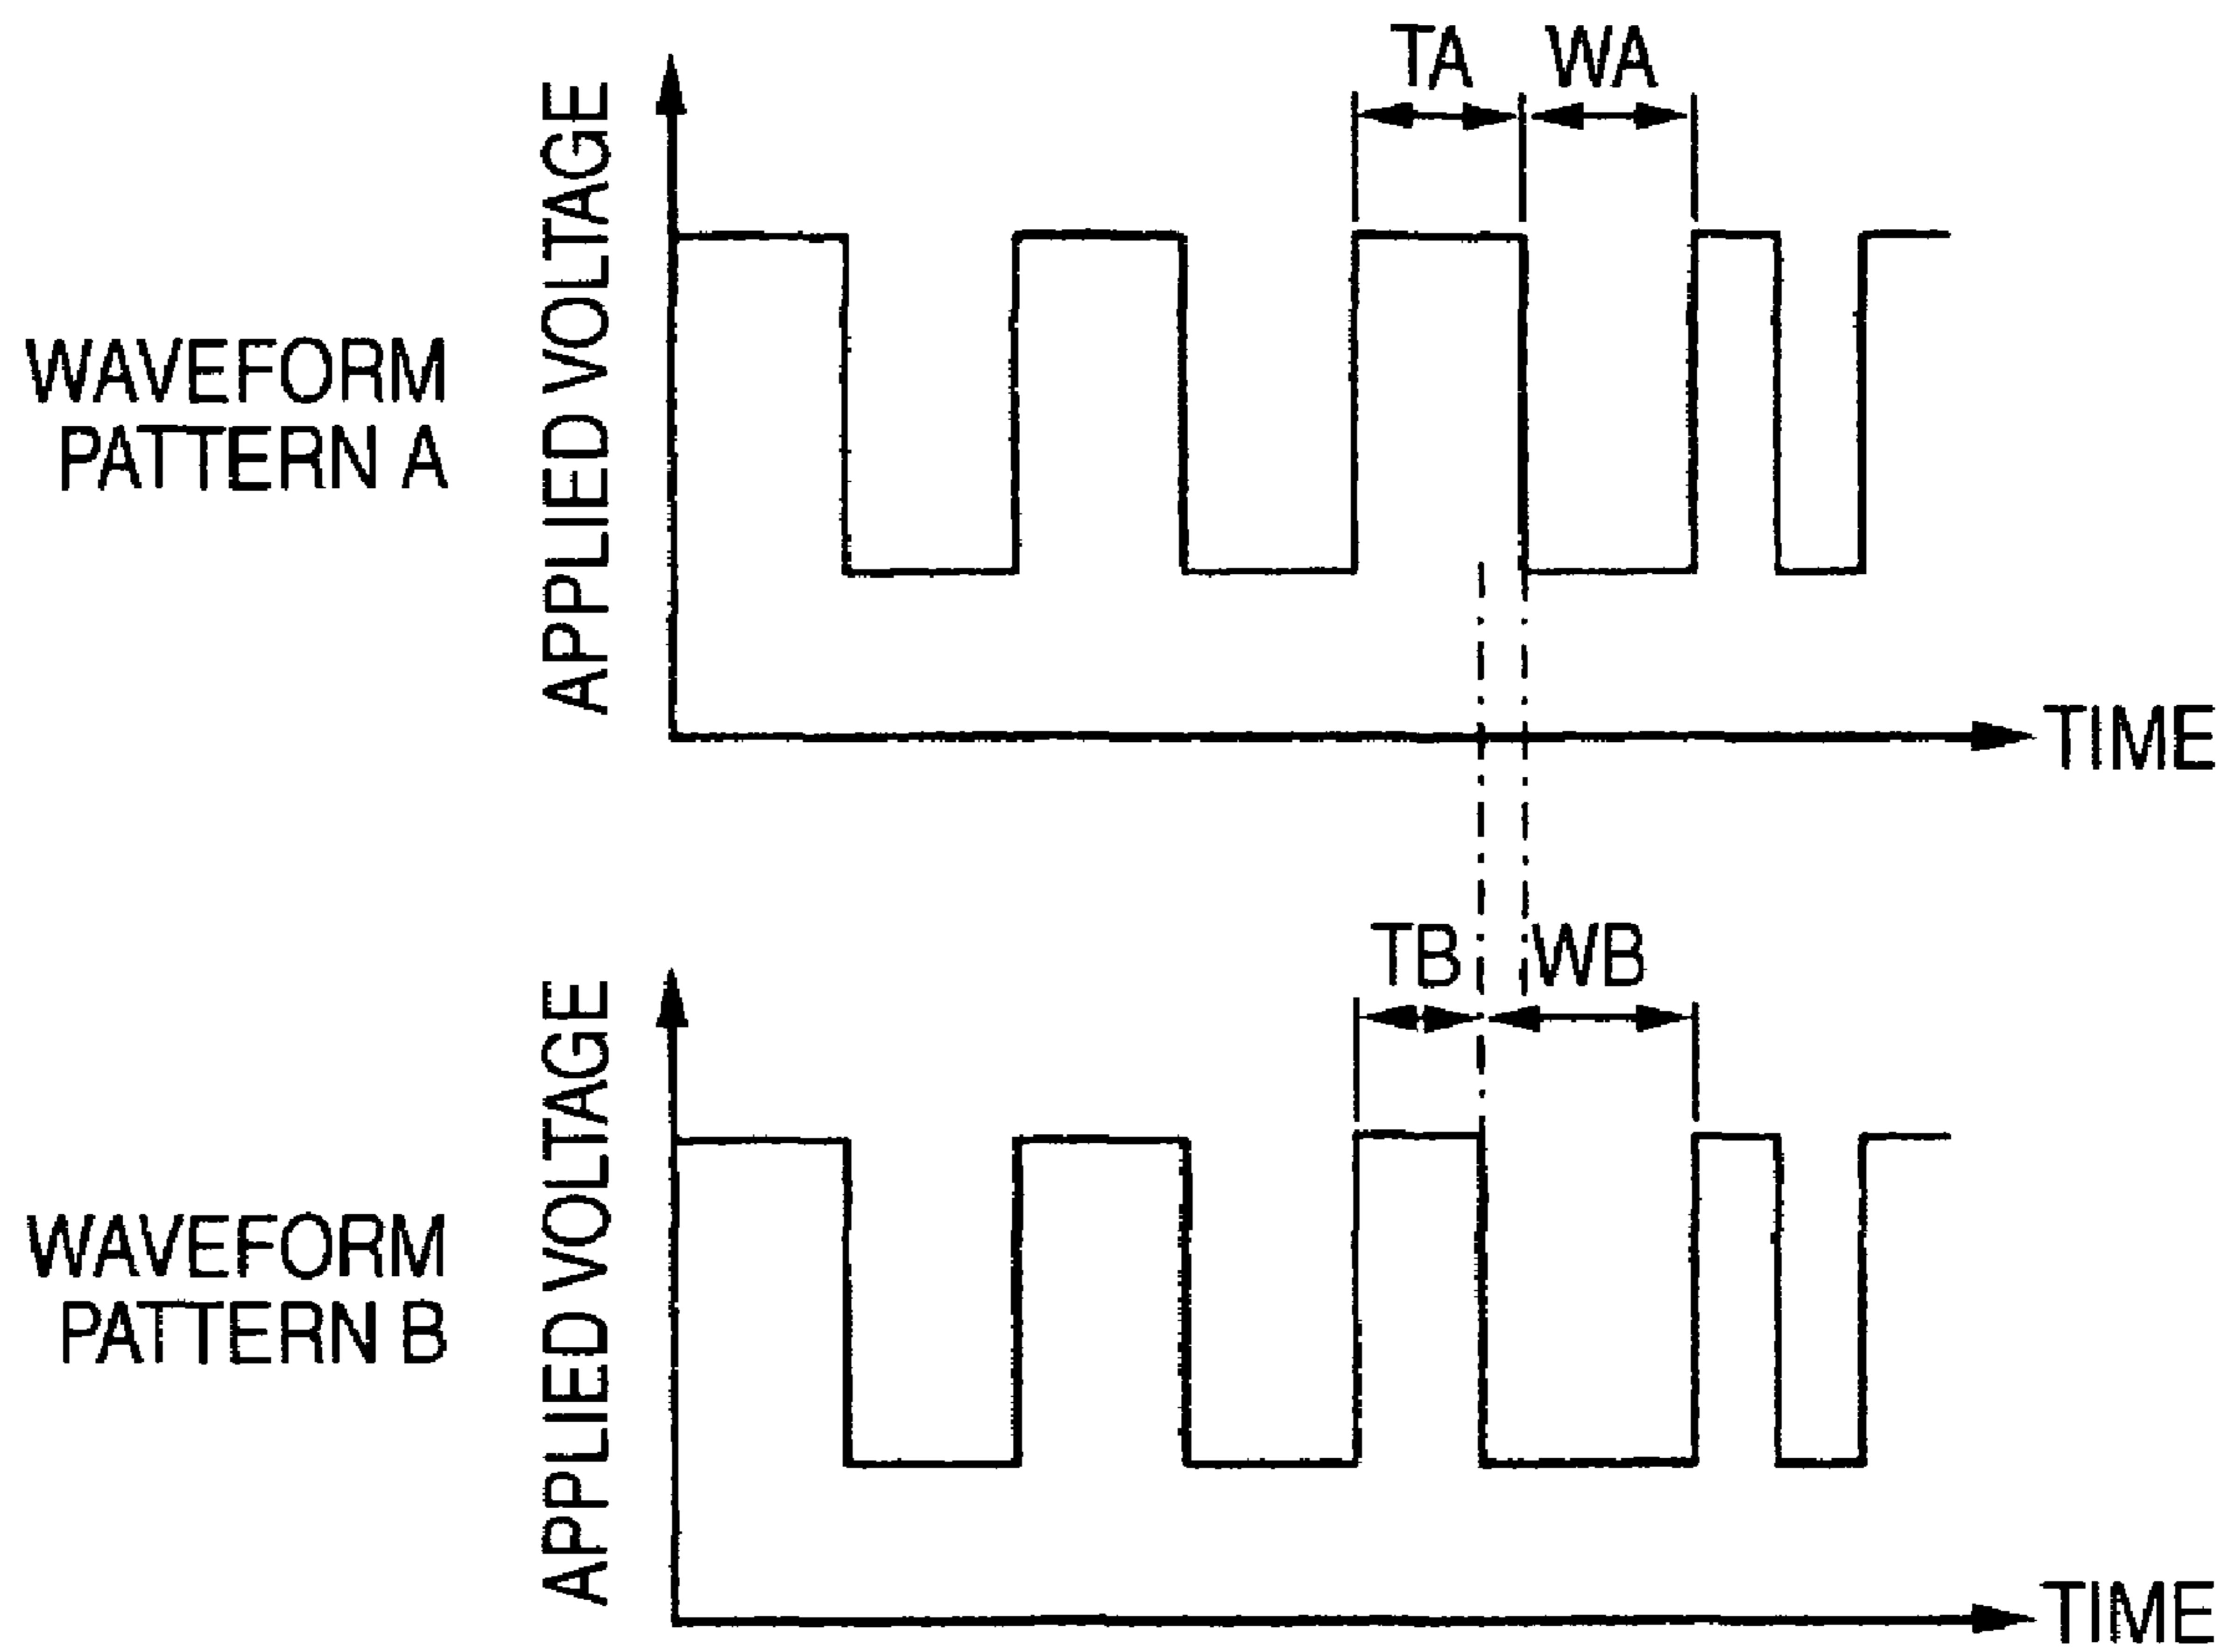 TA
WA
APPLIED VOLTAGE
WAVEFORM
PATTERN A
TIME
TB
WB
APPLIED VOLTAGE
WAVEFORM
PATTERN B
TIME